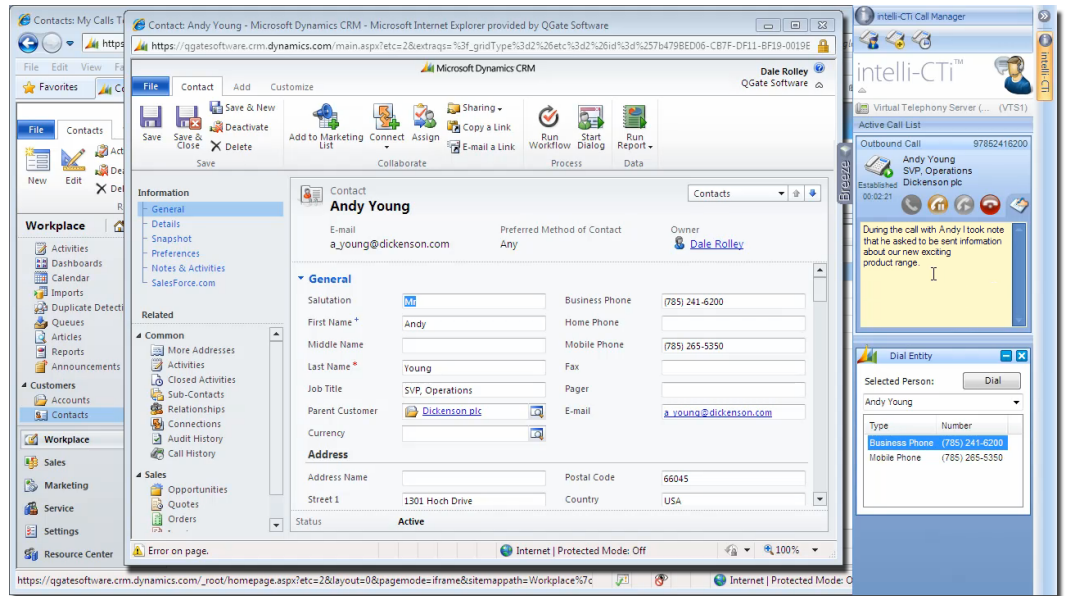 Contacts: My Calls T
https
File Edit View Fa
Favorites
File Contacts
New Edit
Act
Dea
Del
Workplace
Activities
Dashboards
Calendar
Imports
Duplicate Detecti
Queues
Articles
Reports
Announcements
Customers
Accounts
Contacts
Workplace
Sales
Marketing
Service
Settings
Resource Center
https://qgatesoftware.crm.dynamics.com/_root/homepage.aspx?etc=2&layout=0&pagemode=iframe&sitemappath=Workplace%7c
Internet | Protected Mode: O
Contact: Andy Young - Microsoft Dynamics CRM - Microsoft Internet Explorer provided by QGate Software
https://qgatesoftware.crm.dynamics.com/main.aspx?etc=2&extraqs=%3f_gridType%3d2%26etc%3d2%26id%3d%257b479BED06-CB7F-DF11-BF19-0019E
Microsoft Dynamics CRM
Dale Rolley
QGate Software
File Contact Add Customize
Save
Save & Close
Save & New
Deactivate
Delete
Save
Add to Marketing List
Connect
Assign
Sharing
Copy a Link
E-mail a Link
Collaborate
Run Workflow
Start Dialog
Process
Run Report
Data
Information
General
Details
Snapshot
Preferences
Notes & Activities
SalesForce.com
Related
Common
More Addresses
Activities
Closed Activities
Sub-Contacts
Relationships
Connections
Audit History
Call History
Sales
Opportunities
Quotes
Orders
Contact
Andy Young
Contacts
E-mail
a_young@dickenson.com
Preferred Method of Contact
Any
Owner
Dale Rolley
General
Salutation Mr Business Phone (785) 241-6200
First Name + Andy Home Phone
Middle Name Mobile Phone (785) 265-5350
Last Name * Young Fax
Job Title SVP, Operations Pager
Parent Customer Dickenson plc E-mail a_young@dickenson.com
Currency
Address
Address Name Postal Code 66045
Street 1 1301 Hoch Drive Country USA
Status Active
Error on page.
Internet | Protected Mode: Off
100%
intelli-CTi Call Manager
intelli-CTi™
intelli-CTi
Virtual Telephony Server (... (VTS1)
Active Call List
Outbound Call 97852416200
Andy Young
SVP, Operations
Dickenson plc
Established
00:02:21
During the call with Andy I took note
that he asked to be sent infomation
about our new exciting
product range.
Dial Entity
Selected Person: Dial
Andy Young
Type Number
Business Phone (785) 241-6200
Mobile Phone (785) 265-5350